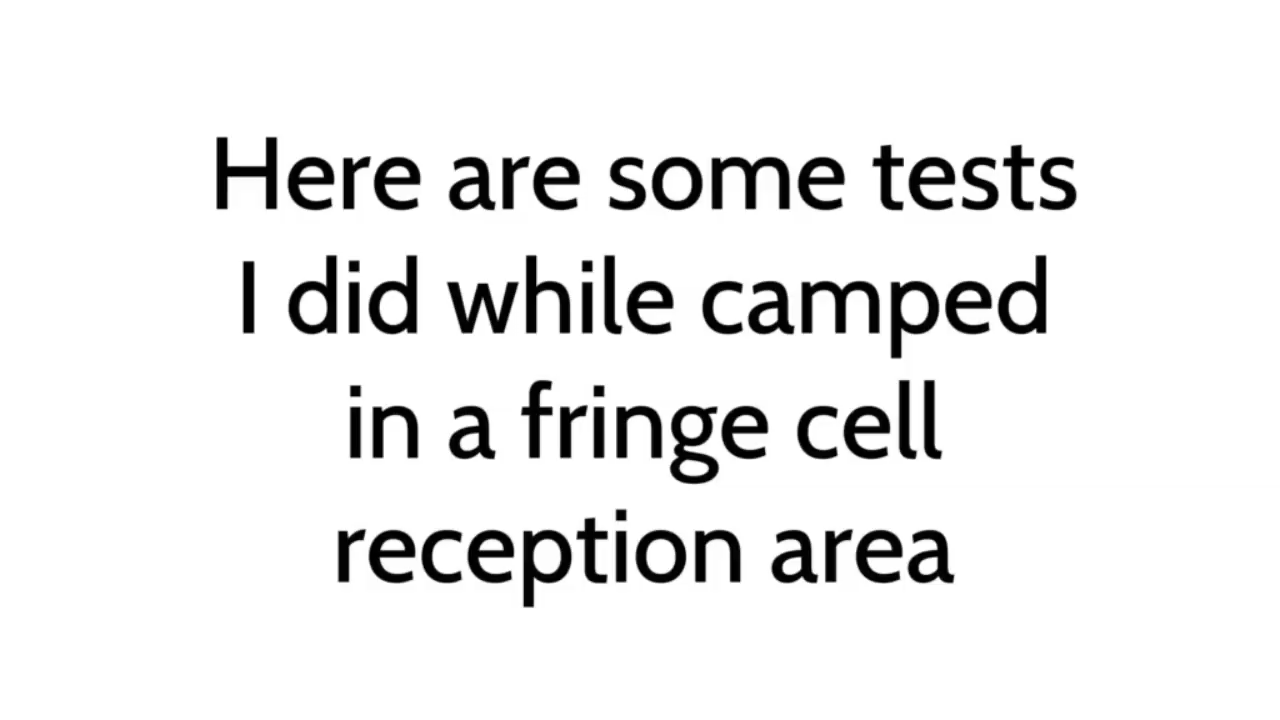 Here are some tests
I did while camped
in a fringe cell
reception area